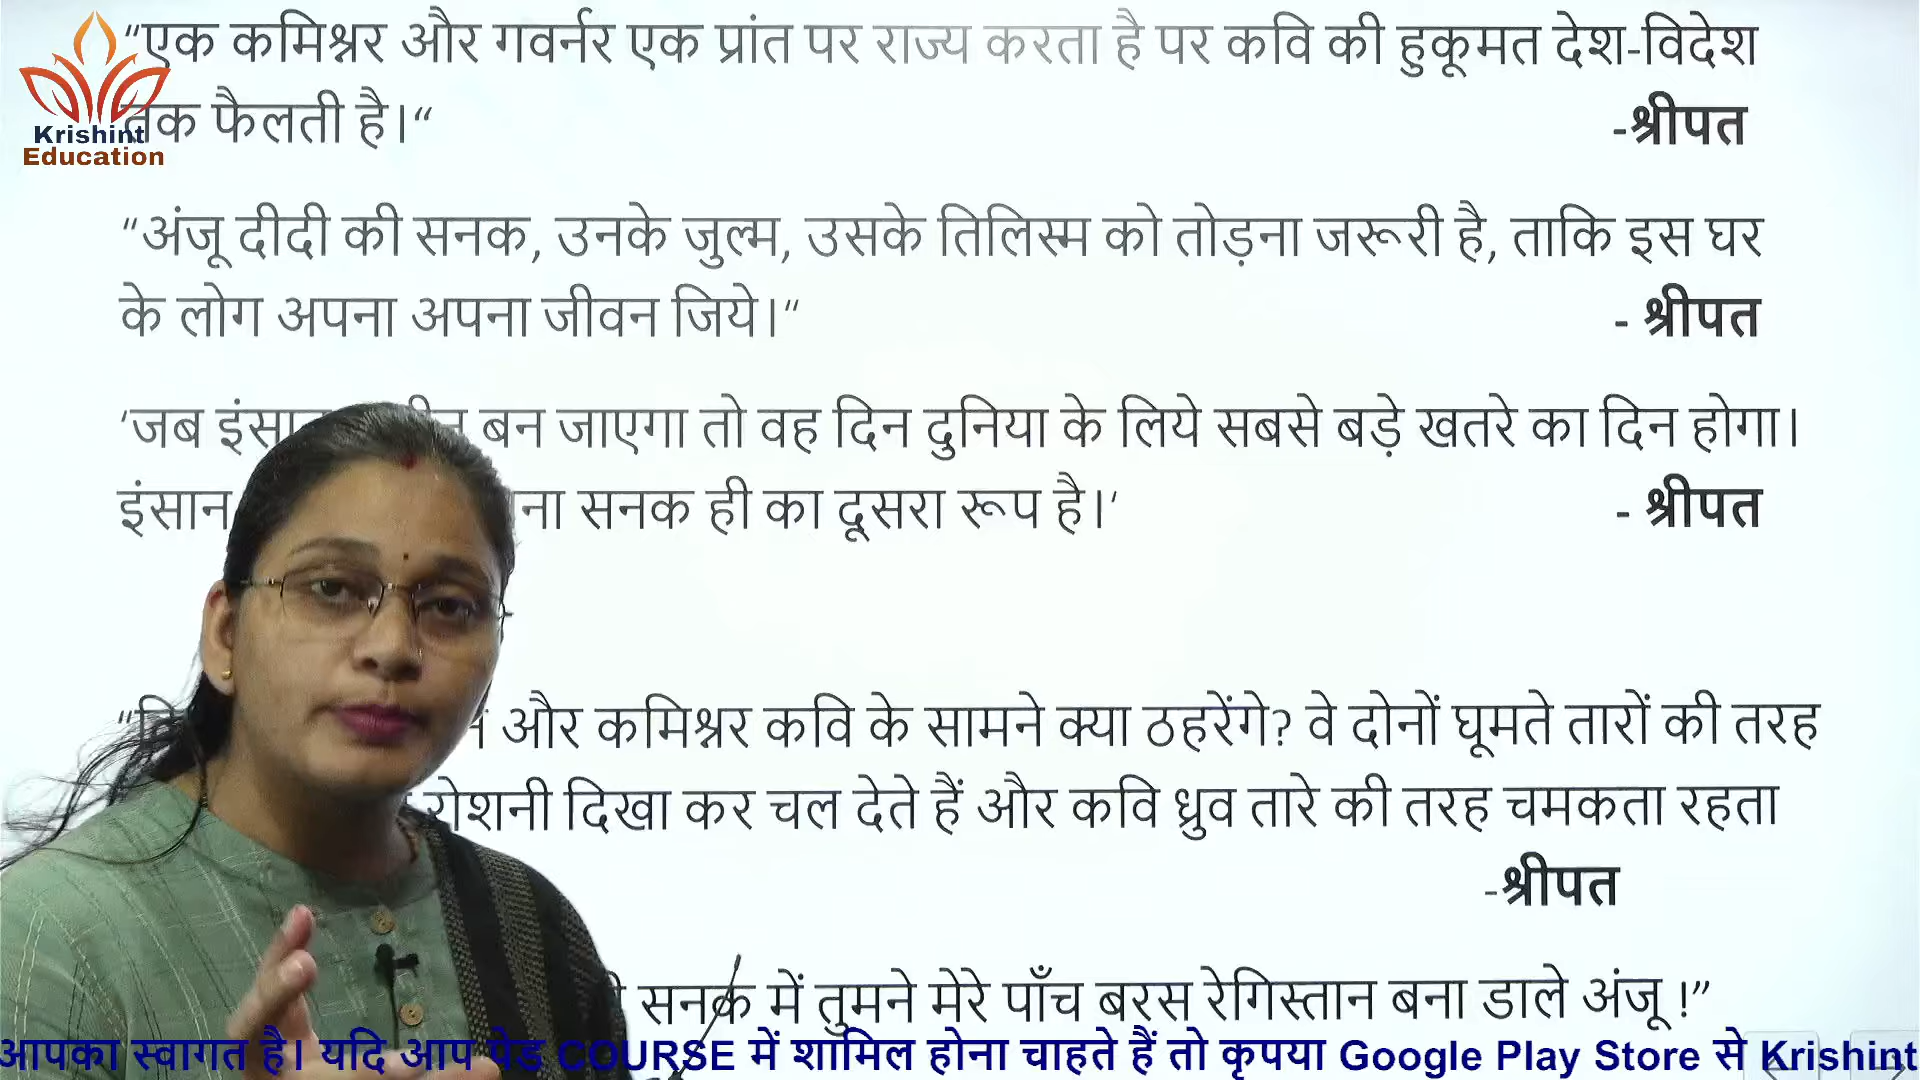 “एक कमिश्नर और गवर्नर एक प्रांत पर राज्य करता है पर कवि की हुकूमत देश-विदेश
तक फैलती है।“ -श्रीपत
Krishint
Education
“अंजू दीदी की सनक, उनके जुल्म, उसके तिलिस्म को तोड़ना जरूरी है, ताकि इस घर
के लोग अपना अपना जीवन जिये।“ - श्रीपत
‘जब बन जाएगा तो वह दिन दुनिया के लिये सबसे बड़े खतरे का दिन होगा।
इंसान सनक ही का दूसरा रूप है।‘ - श्रीपत
और कमिश्नर कवि के सामने क्या ठहरेंगे? वे दोनों घूमते तारों की तरह
रोशनी दिखा कर चल देते हैं और कवि ध्रुव तारे की तरह चमकता रहता
-श्रीपत
सनक में तुमने मेरे पाँच बरस रेगिस्तान बना डाले अंजू !”
आपका स्वागत है। यदि आप पेड COURSE में शामिल होना चाहते हैं तो कृपया Google Play Store से Krishint